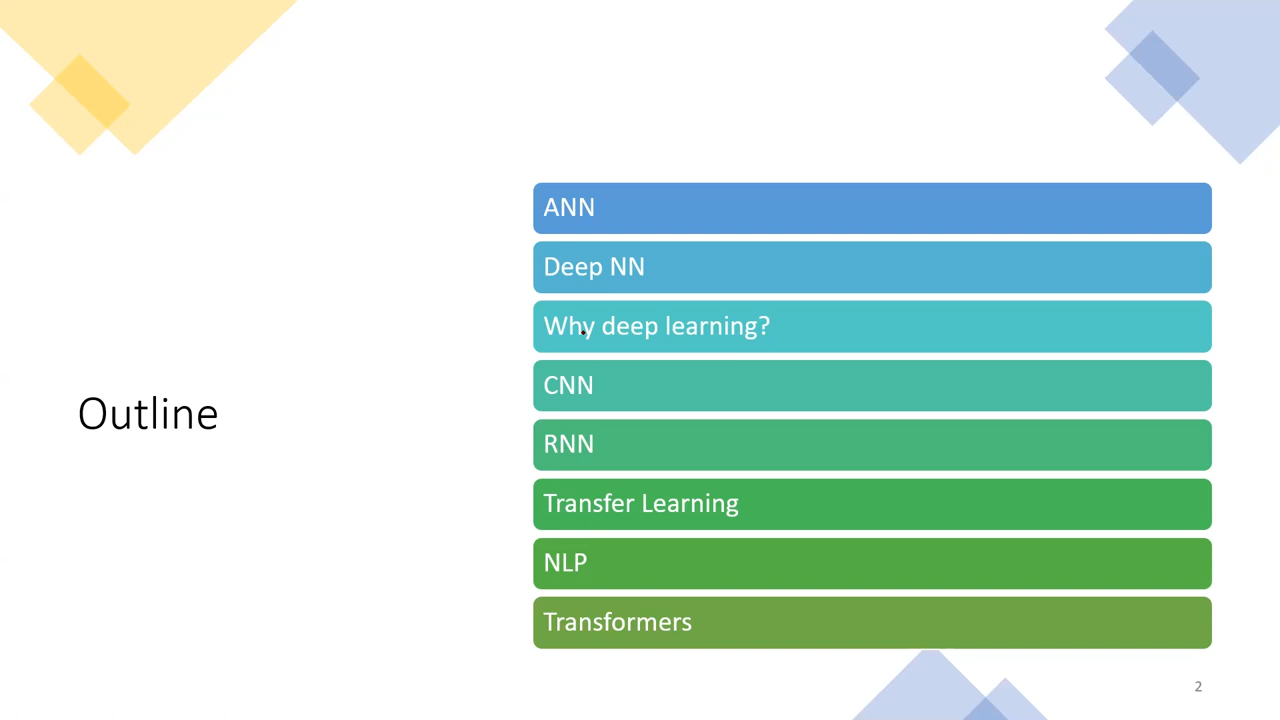 Outline
ANN
Deep NN
Why deep learning?
CNN
RNN
Transfer Learning
NLP
Transformers
2